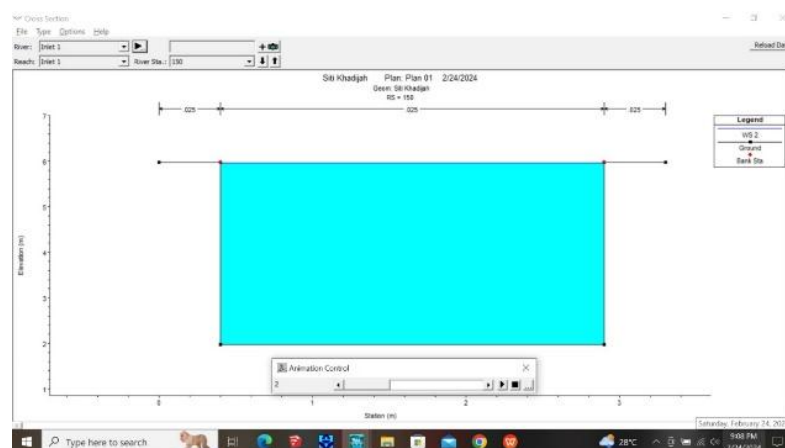 Cross Section
File Type Options Help
River: Inlet 1
Reload Da
Reach: Inlet 1 River Sta.: 150
Siti Khadijah Plan: Plan 01 2/24/2024
Geom: Siti Khadijah
RS = 150
.025 .025 .025
Legend
WS 2
Ground
Bank Sta
7
6
5
4
3
2
1
Elevation (m)
0 1 2 3
Station (m)
Animation Control
2
Saturday, February 24, 202
Type here to search
28°C
9:08 PM
2/24/2024